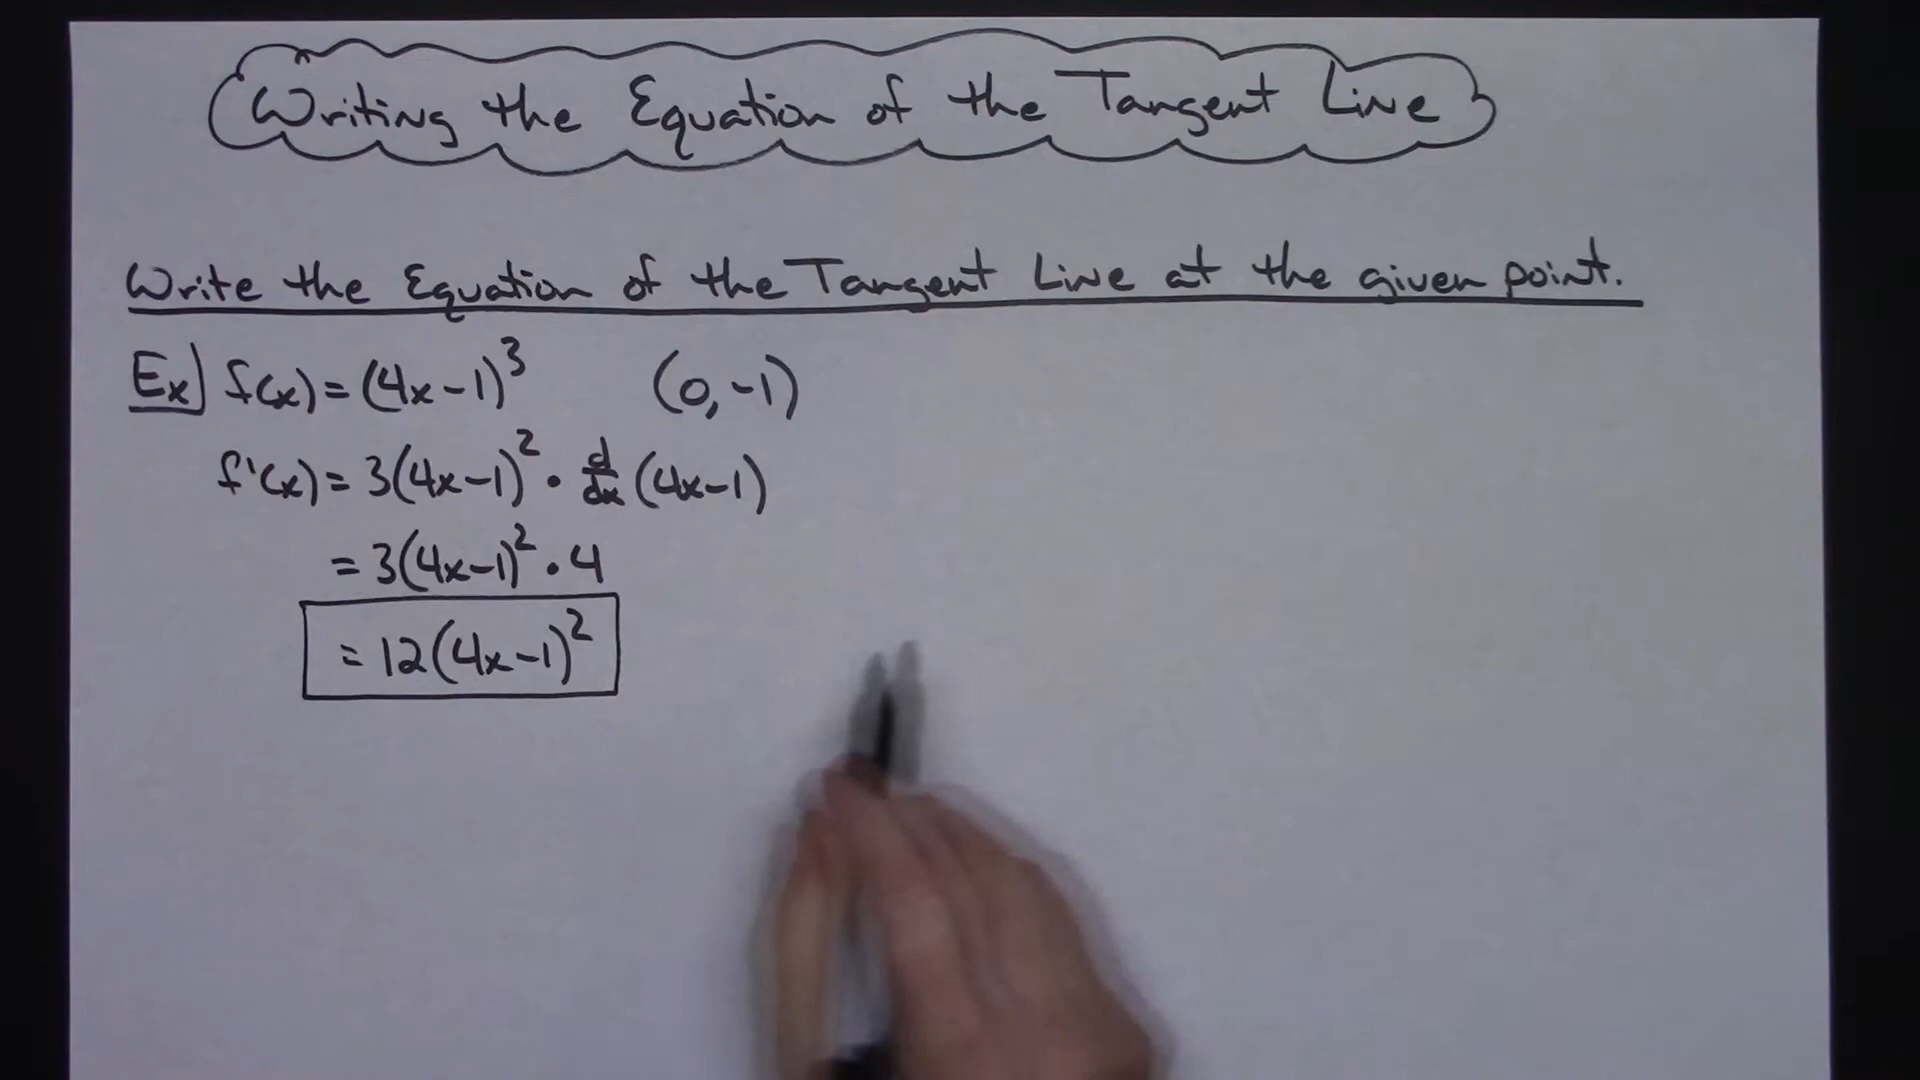 Writing the Equation of the Tangent Line
Write the Equation of the Tangent Line at the given point.
Ex] f(x) = (4x-1)³ (0,-1)
f'(x) = 3(4x-1)² · d/dx (4x-1)
= 3(4x-1)² · 4
= 12(4x-1)²